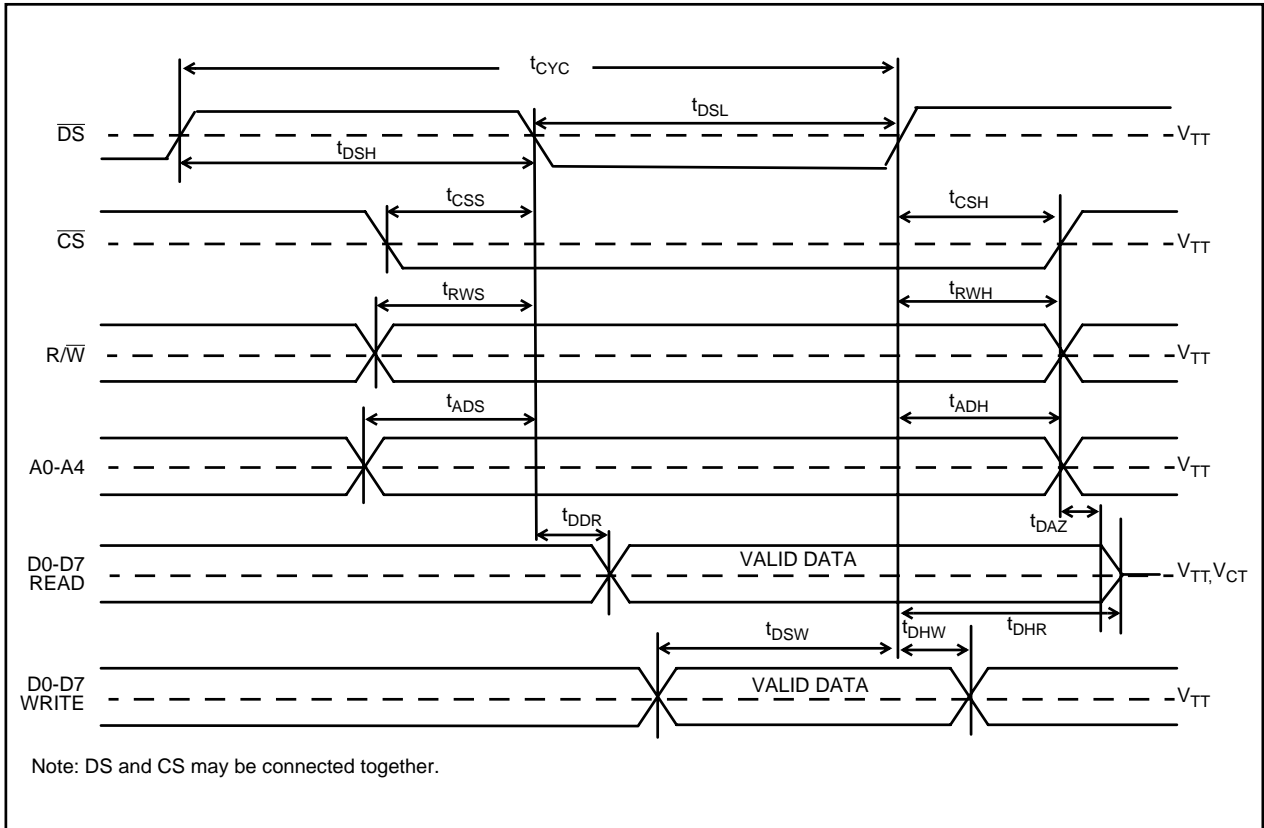 tCYC
tDSL
D̅S̅
VTT
tDSH
tCSS
tCSH
C̅S̅
VTT
tRWS
tRWH
R/W̅
VTT
tADS
tADH
A0-A4
VTT
tDDR
tDAZ
D0-D7
READ
VALID DATA
VTT,VCT
tDHR
tDSW
tDHW
D0-D7
WRITE
VALID DATA
VTT
Note: DS and CS may be connected together.